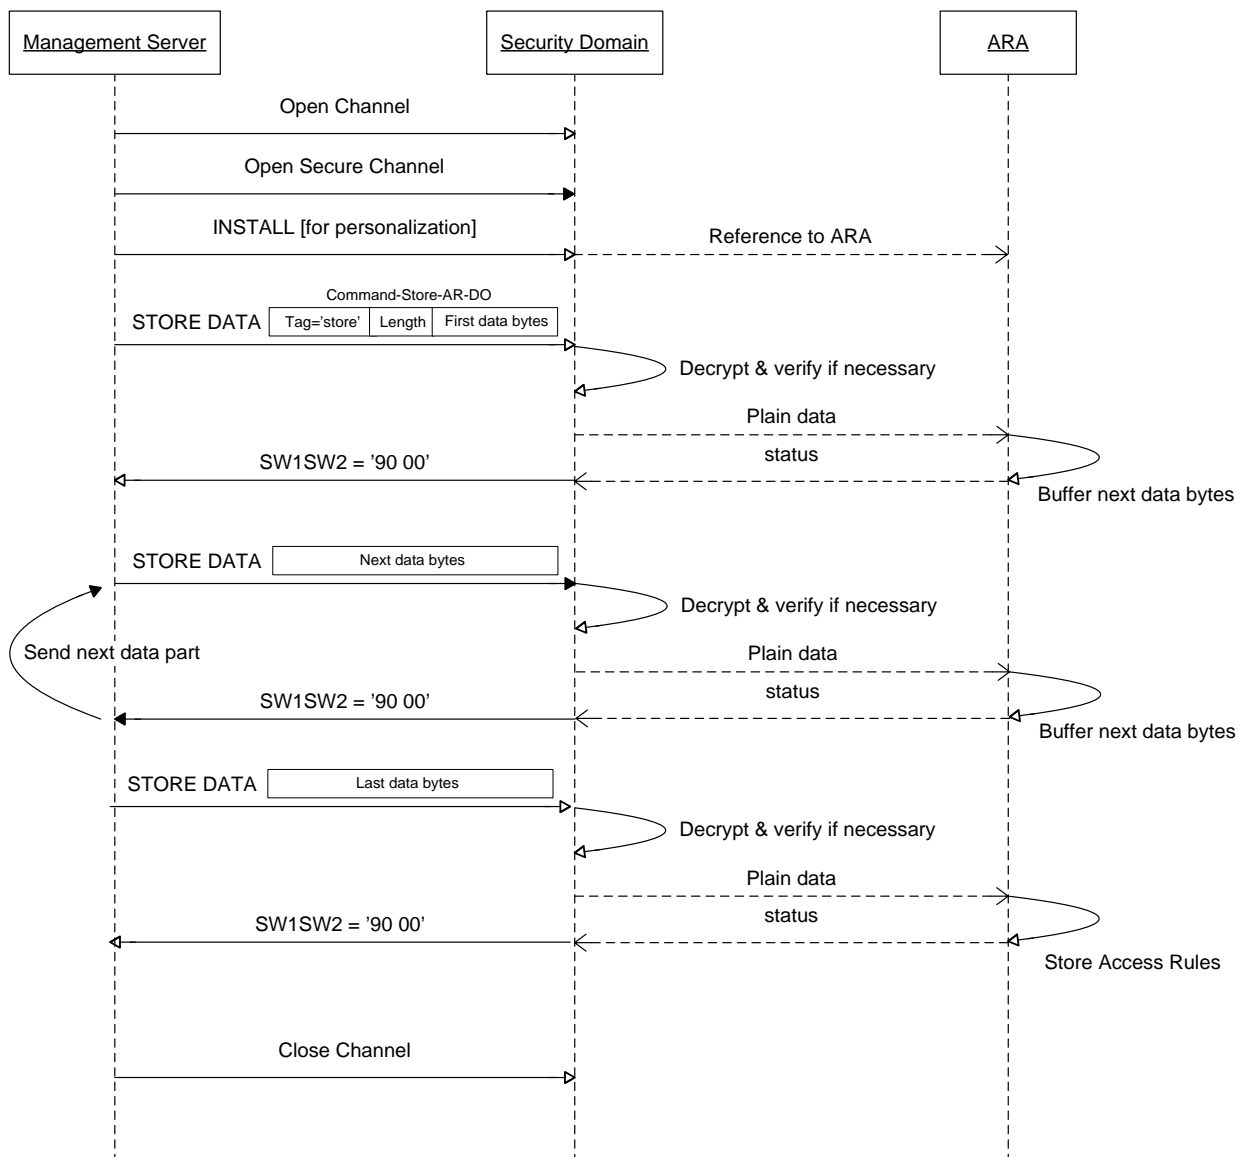 Management Server
Security Domain
ARA
Open Channel
Open Secure Channel
INSTALL [for personalization]
Reference to ARA
Command-Store-AR-DO
STORE DATA
Tag=’store’
Length
First data bytes
Decrypt & verify if necessary
Plain data
status
SW1SW2 = ’90 00’
Buffer next data bytes
STORE DATA
Next data bytes
Decrypt & verify if necessary
Send next data part
Plain data
status
SW1SW2 = ’90 00’
Buffer next data bytes
STORE DATA
Last data bytes
Decrypt & verify if necessary
Plain data
status
SW1SW2 = ’90 00’
Store Access Rules
Close Channel